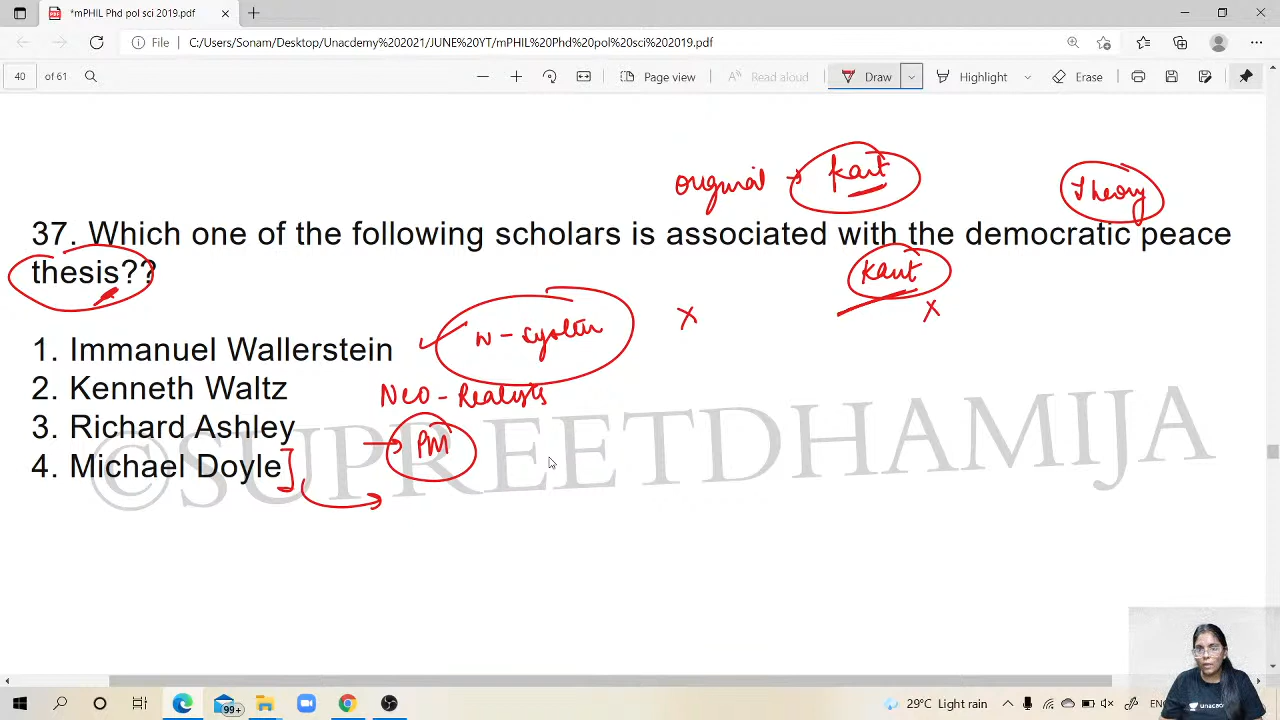 *mPHIL Phd pol sci 2019.pdf
File C:/Users/Sonam/Desktop/Unacdemy%202021/JUNE%20YT/mPHIL%20Phd%20pol%20sci%202019.pdf
40 of 61 Page view Read aloud Draw Highlight Erase
original → Kant
Theory
37. Which one of the following scholars is associated with the democratic peace
thesis??
Kant
x
x
1. Immanuel Wallerstein
w - system
2. Kenneth Waltz
Neo - Realists
3. Richard Ashley
→ PM
4. Michael Doyle
©SUPREETDHAMIJA
unacademy
99+ 29°C Light rain